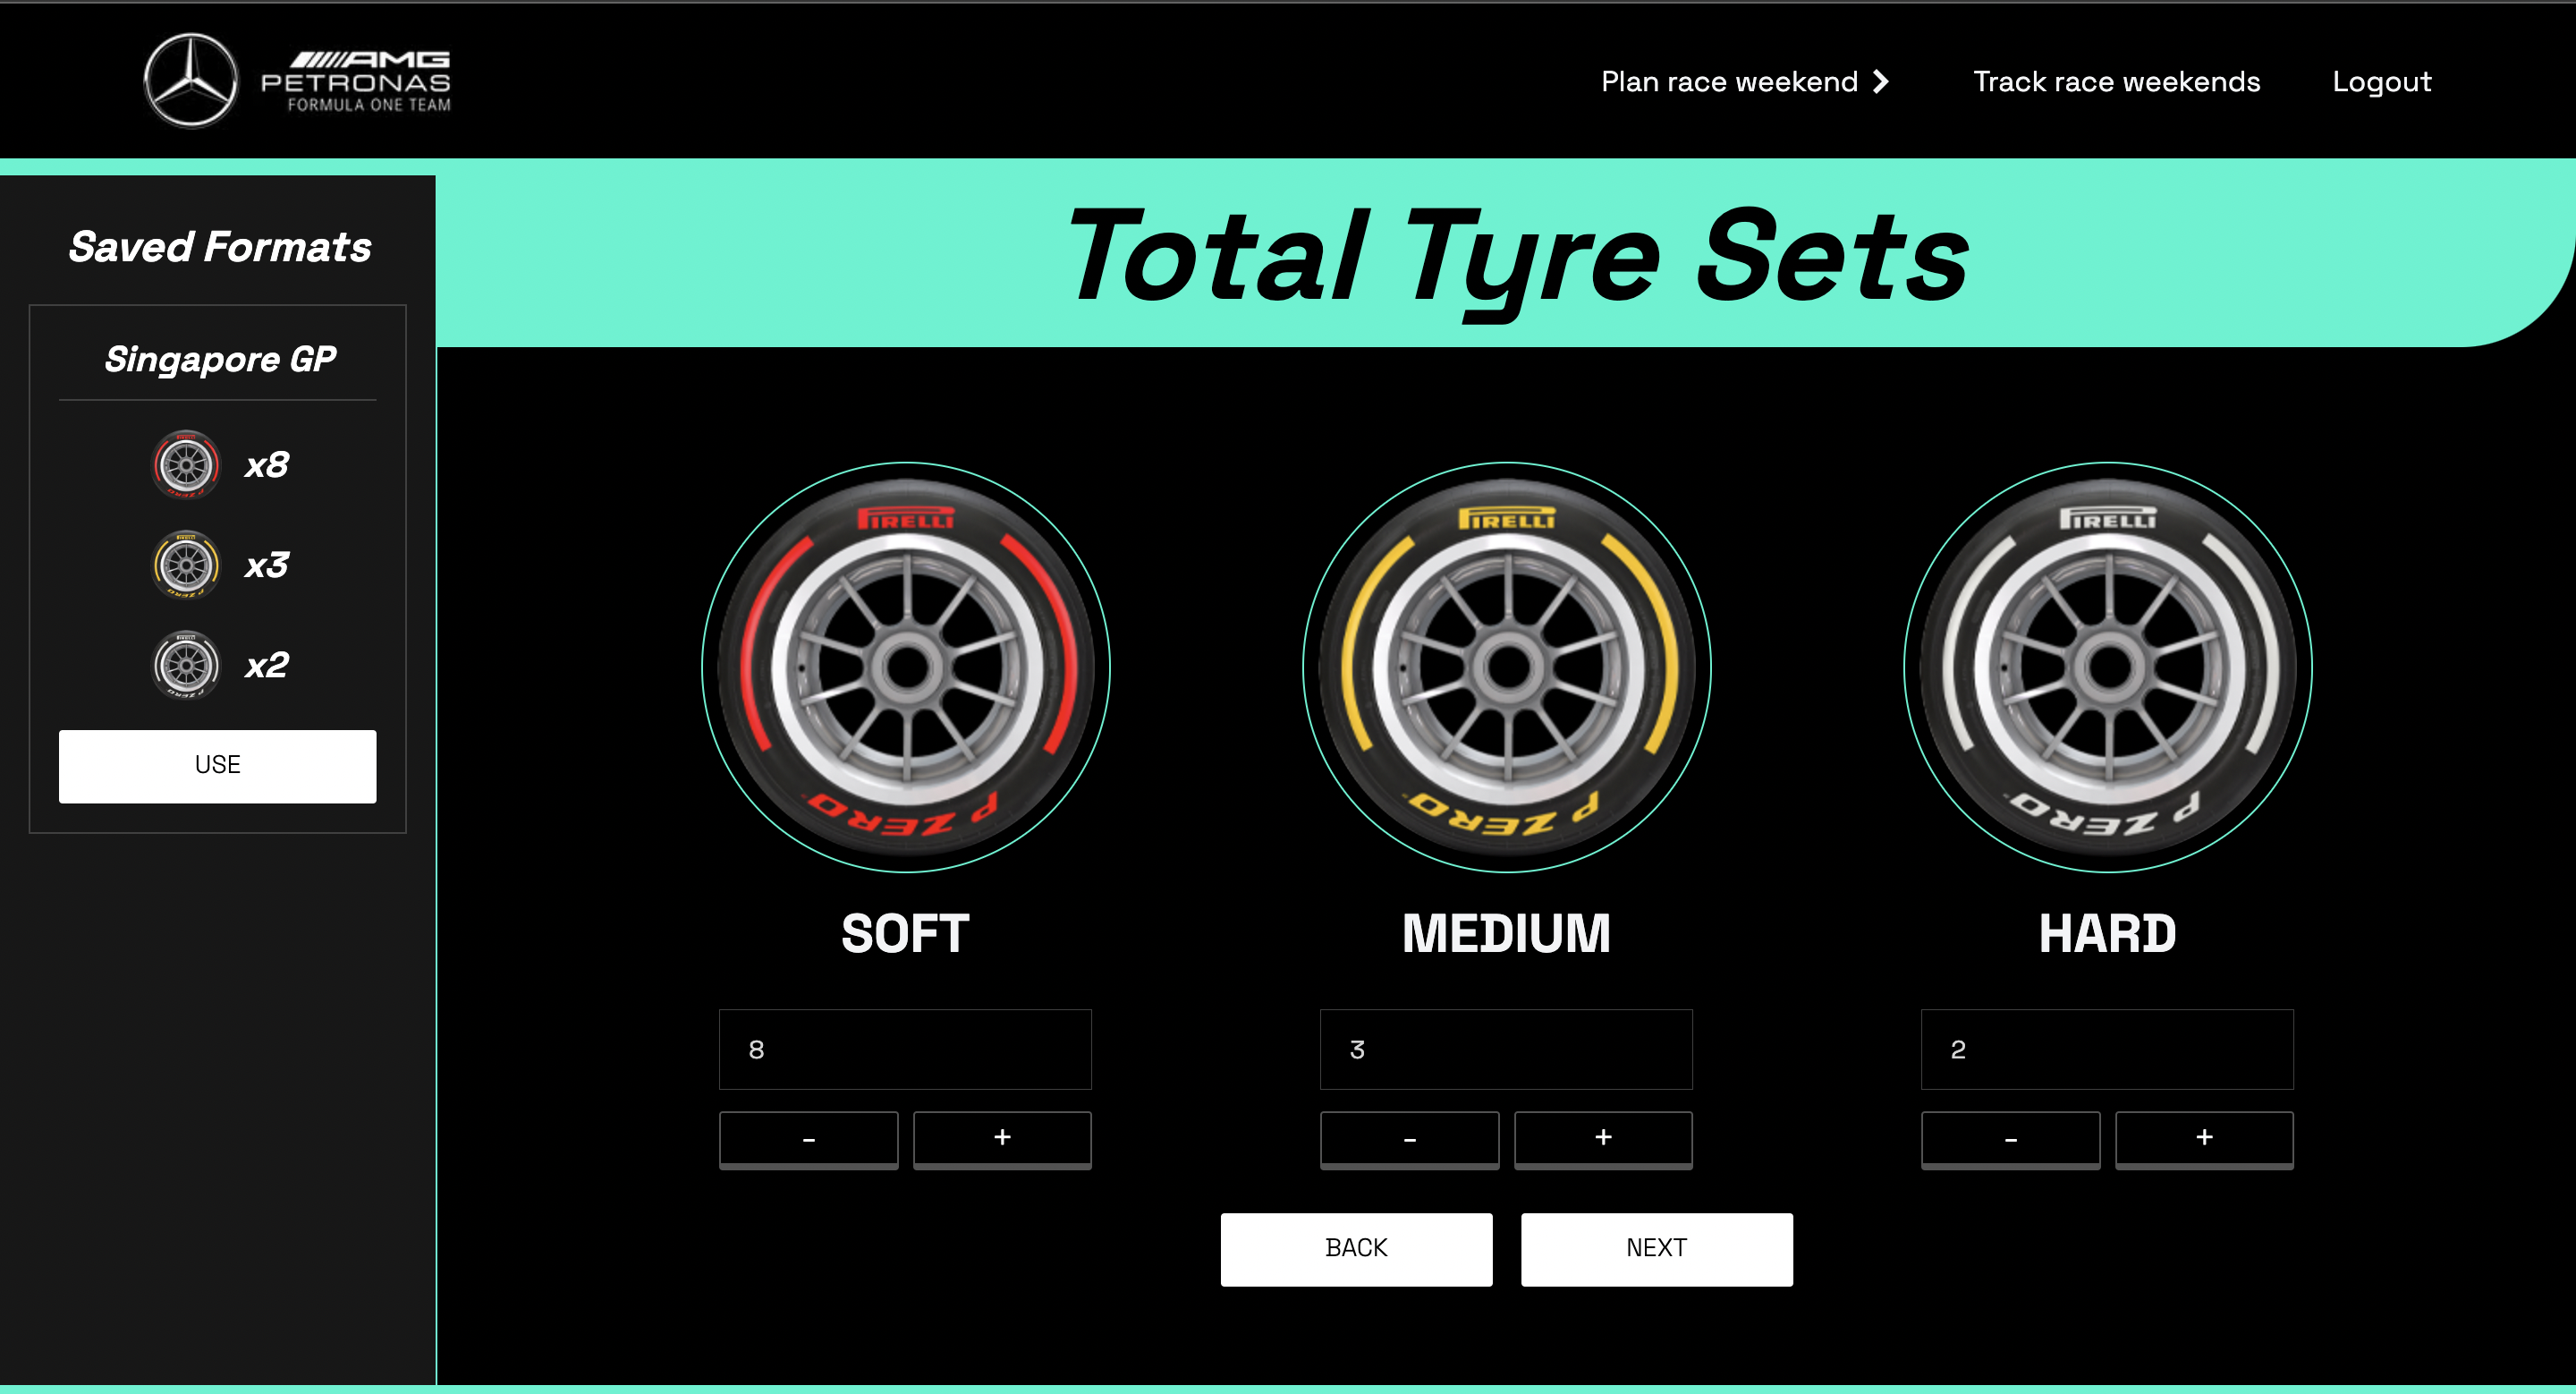 AMG
PETRONAS
FORMULA ONE TEAM
Plan race weekend
Track race weekends
Logout
Saved Formats
Singapore GP
x8
x3
x2
USE
Total Tyre Sets
PIRELLI
P ZERO
PIRELLI
P ZERO
PIRELLI
P ZERO
SOFT
MEDIUM
HARD
8
3
2
- +
- +
- +
BACK
NEXT